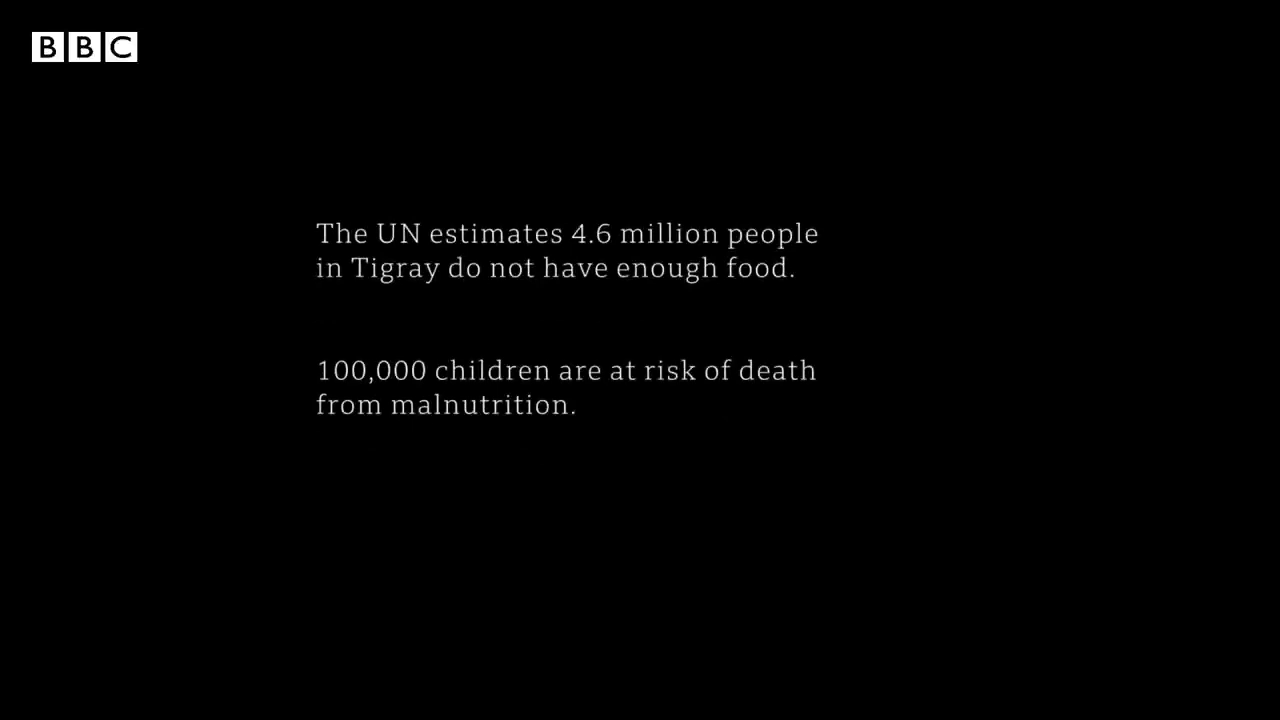 BBC
The UN estimates 4.6 million people
in Tigray do not have enough food.
100,000 children are at risk of death
from malnutrition.